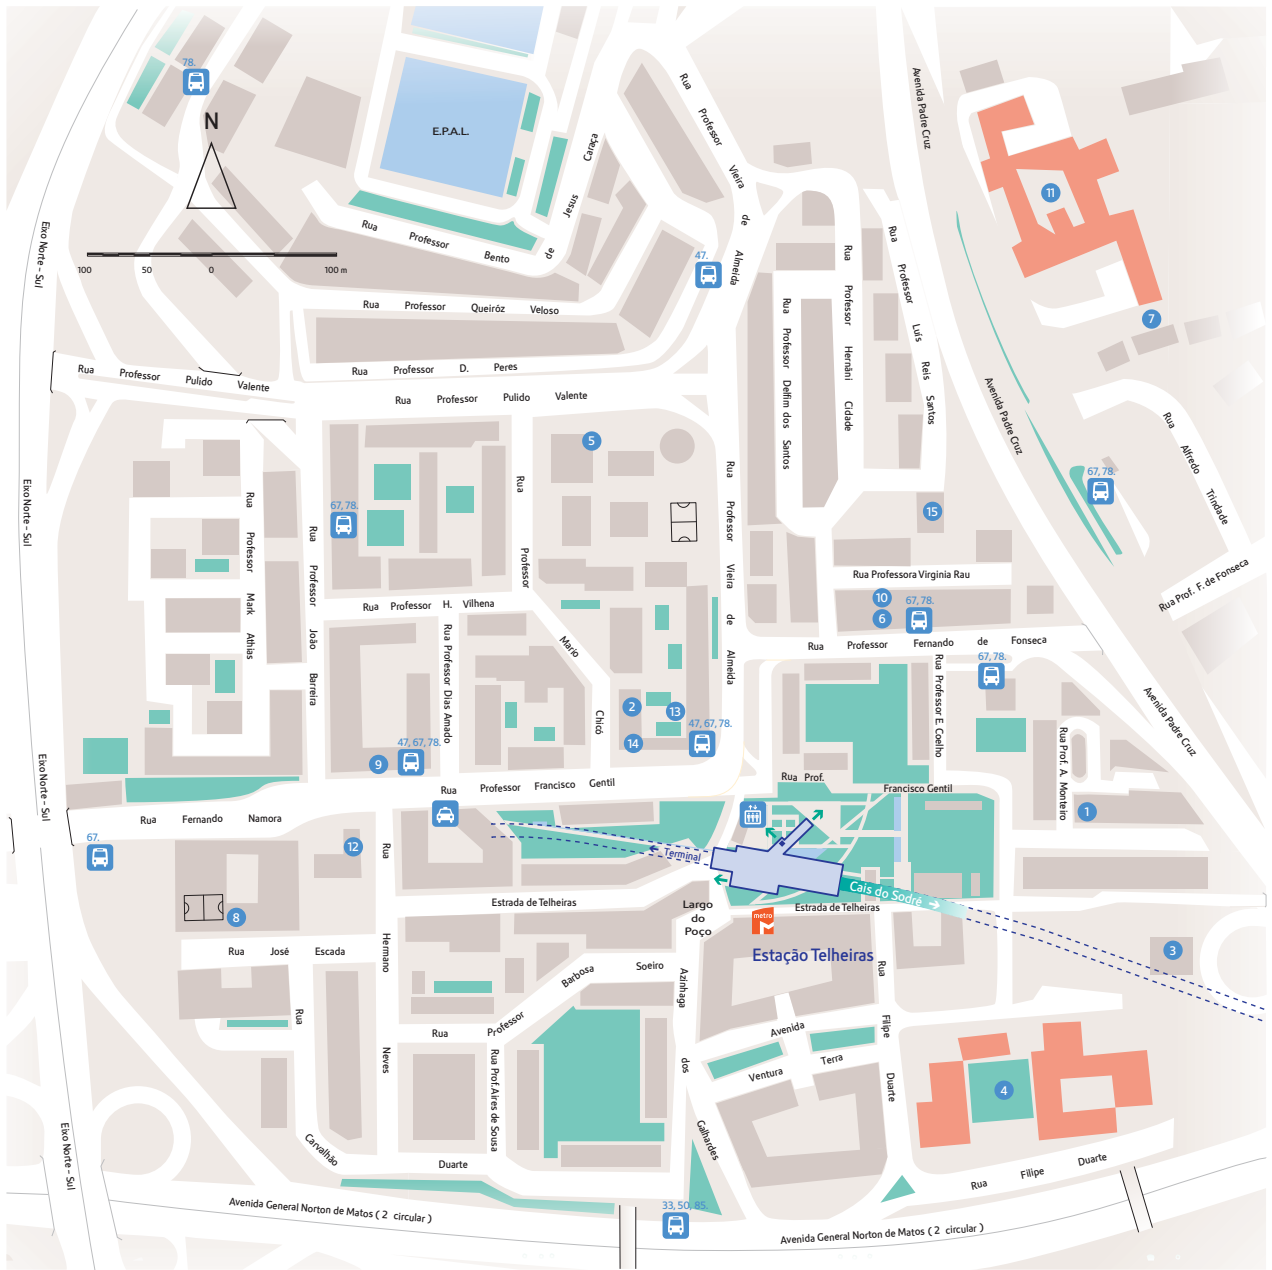 78.
N
E.P.A.L.
Rua Professor Vieira de Almeida
Avenida Padre Cruz
11
Eixo Norte - Sul
Rua Professor Bento de Jesus Caraça
47.
100 50 0 100 m
Rua Professor Queiróz Veloso
Rua Professor Hernâni Cidade
Rua Professor Luís Reis Santos
Rua Professor Delfim dos Santos
7
Rua Professor Pulido Valente
Rua Professor D. Peres
Rua Professor Pulido Valente
Avenida Padre Cruz
Rua Alfredo Trindade
5
67, 78.
67, 78.
15
Eixo Norte - Sul
Rua Professor Mark Athias
Rua Professor João Barreira
Rua Professor Mario Chicó
Rua Professor Vieira de Almeida
Rua Professora Virginia Rau
Rua Prof. F. de Fonseca
10
67, 78.
6
Rua Professor H. Vilhena
Rua Professor Dias Amado
Rua Professor Fernando de Fonseca
67, 78.
Rua Professor E. Coelho
Avenida Padre Cruz
2
13
14
47, 67, 78.
47, 67, 78.
9
Rua Prof. A. Monteiro
Eixo Norte - Sul
Rua Professor Francisco Gentil
Rua Prof.
Francisco Gentil
1
Rua Fernando Namora
67.
12
Terminal
Cais do Sodré
Rua Hermano Neves
Estrada de Telheiras
Largo
do
Poço
metro
Estrada de Telheiras
8
Estação Telheiras
3
Rua José Escada
Rua Professor Barbosa Soeiro
Azinhaga dos Galhardes
Rua Filipe Duarte
Rua Carvalhão Duarte
Rua Prof. Aires de Sousa
Avenida Ventura Terra
4
Eixo Norte - Sul
Rua Filipe Duarte
33, 50, 85.
Avenida General Norton de Matos ( 2 circular )
Avenida General Norton de Matos ( 2 circular )